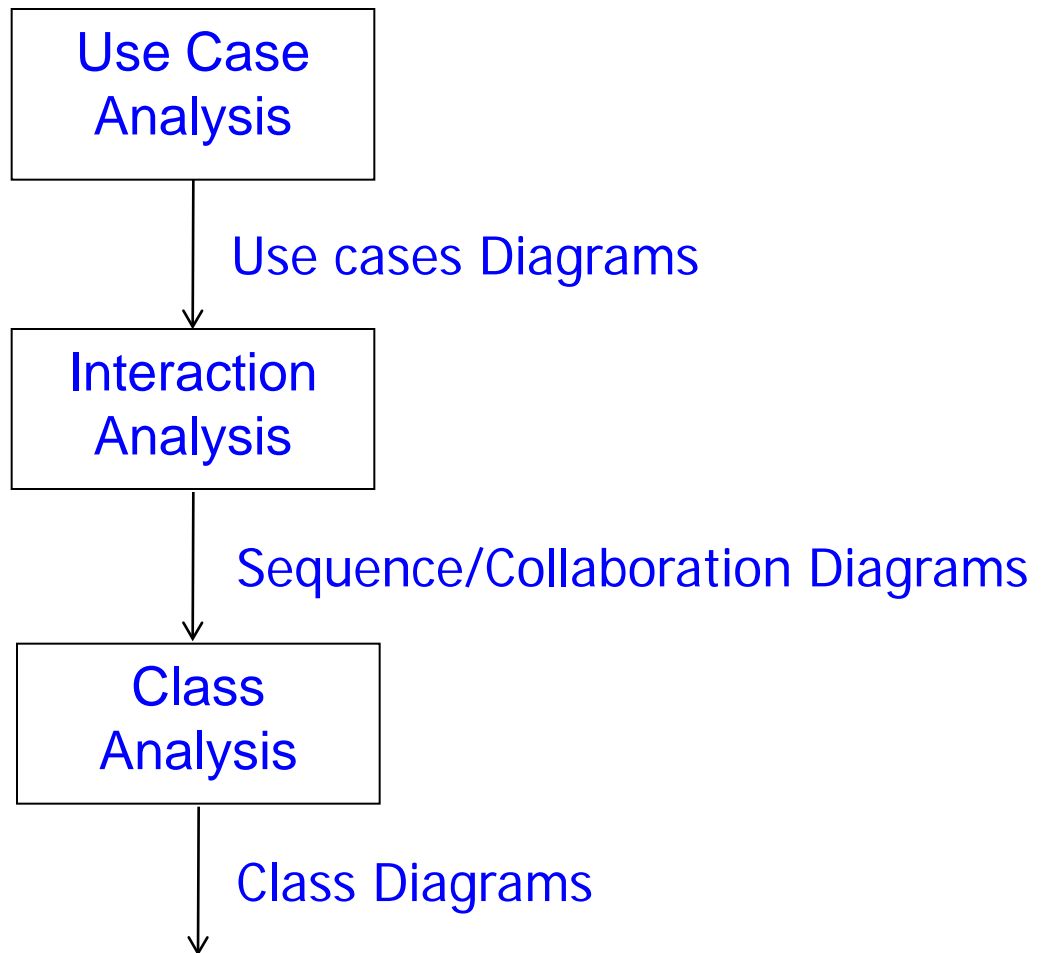 Use Case
Analysis
Use cases Diagrams
Interaction
Analysis
Sequence/Collaboration Diagrams
Class
Analysis
Class Diagrams